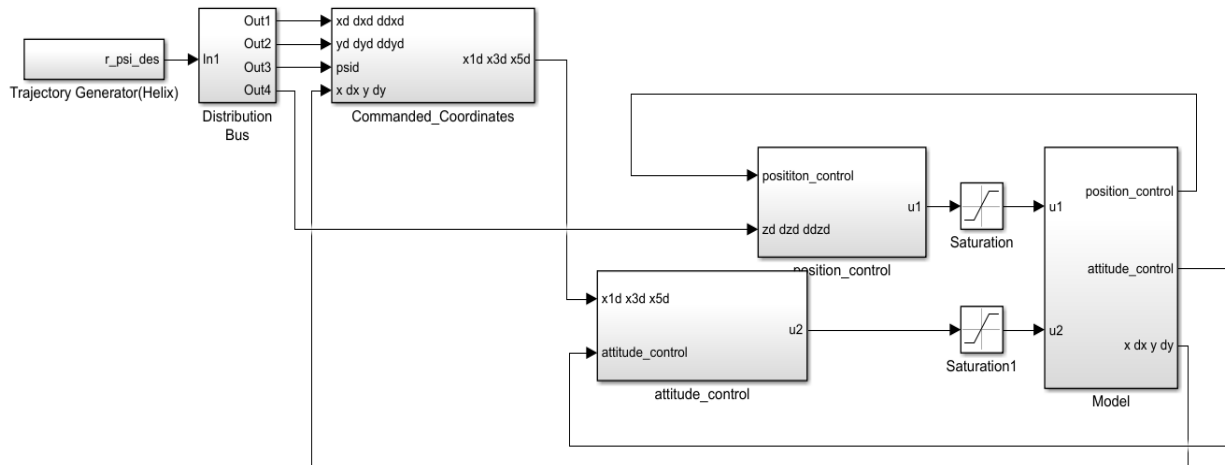 r_psi_des
Trajectory Generator(Helix)
In1
Out1
Out2
Out3
Out4
Distribution
Bus
xd dxd ddxd
yd dyd ddyd
psid
x dx y dy
x1d x3d x5d
Commanded_Coordinates
posititon_control
zd dzd ddzd
u1
position_control
Saturation
x1d x3d x5d
attitude_control
u2
attitude_control
Saturation1
u1
u2
position_control
attitude_control
x dx y dy
Model